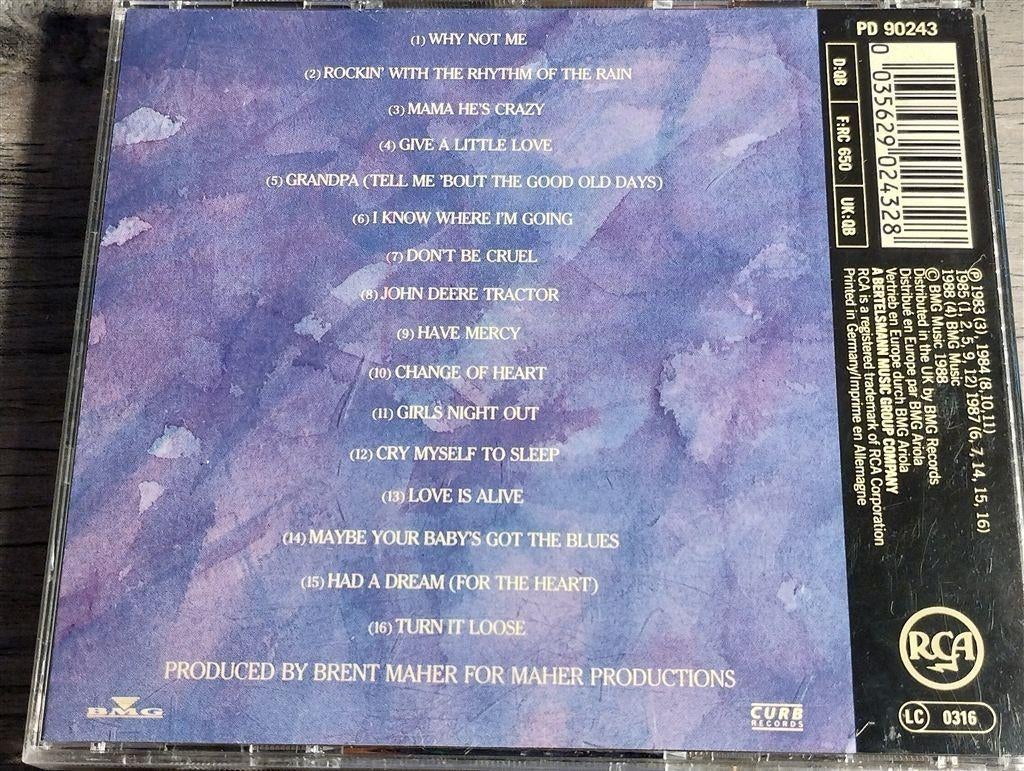 (1) WHY NOT ME
(2) ROCKIN' WITH THE RHYTHM OF THE RAIN
(3) MAMA HE'S CRAZY
(4) GIVE A LITTLE LOVE
(5) GRANDPA (TELL ME 'BOUT THE GOOD OLD DAYS)
(6) I KNOW WHERE I'M GOING
(7) DON'T BE CRUEL
(8) JOHN DEERE TRACTOR
(9) HAVE MERCY
(10) CHANGE OF HEART
(11) GIRLS NIGHT OUT
(12) CRY MYSELF TO SLEEP
(13) LOVE IS ALIVE
(14) MAYBE YOUR BABY'S GOT THE BLUES
(15) HAD A DREAM (FOR THE HEART)
(16) TURN IT LOOSE
PRODUCED BY BRENT MAHER FOR MAHER PRODUCTIONS
BMG
CURB
RECORDS
PD 90243
0 035629 024328
D:QB
F:RC 650
UK:QB
℗ 1983 (3), 1984 (8,10,11)
1985 (1, 2, 5, 9, 12) 1987 (6, 7,14, 15, 16)
1988 (4) BMG Music
© BMG Music 1988.
Distributed in the UK by BMG Records
Distribué en Europe par BMG Ariola
Vertrieb en Europe durch BMG Ariola
A BERTELSMANN MUSIC GROUP COMPANY
RCA is a registered trademark of RCA Corporation
Printed in Germany/Imprime en Allemagne
RCA
LC 0316